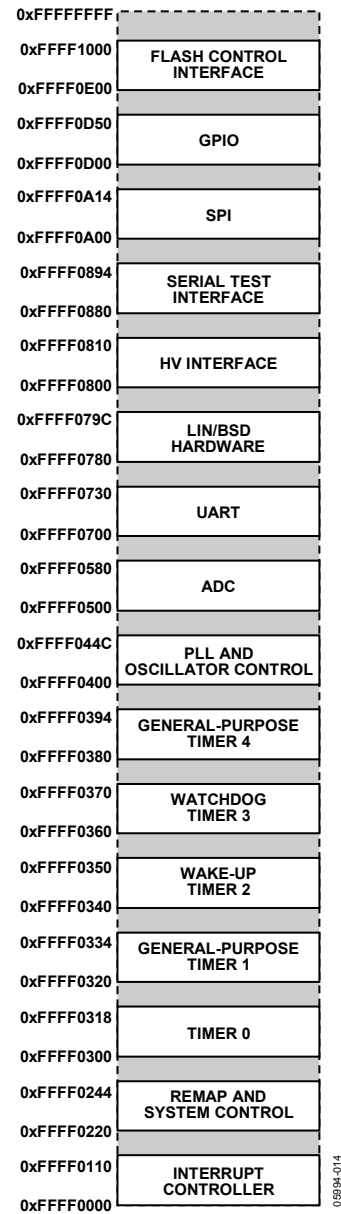 0xFFFFFFFF
0xFFFF1000
FLASH CONTROL
INTERFACE
0xFFFF0E00
0xFFFF0D50
GPIO
0xFFFF0D00
0xFFFF0A14
SPI
0xFFFF0A00
0xFFFF0894
SERIAL TEST
INTERFACE
0xFFFF0880
0xFFFF0810
HV INTERFACE
0xFFFF0800
0xFFFF079C
LIN/BSD
HARDWARE
0xFFFF0780
0xFFFF0730
UART
0xFFFF0700
0xFFFF0580
ADC
0xFFFF0500
0xFFFF044C
PLL AND
OSCILLATOR CONTROL
0xFFFF0400
0xFFFF0394
GENERAL-PURPOSE
TIMER 4
0xFFFF0380
0xFFFF0370
WATCHDOG
TIMER 3
0xFFFF0360
0xFFFF0350
WAKE-UP
TIMER 2
0xFFFF0340
0xFFFF0334
GENERAL-PURPOSE
TIMER 1
0xFFFF0320
0xFFFF0318
TIMER 0
0xFFFF0300
0xFFFF0244
REMAP AND
SYSTEM CONTROL
0xFFFF0220
0xFFFF0110
INTERRUPT
CONTROLLER
0xFFFF0000
05994-014